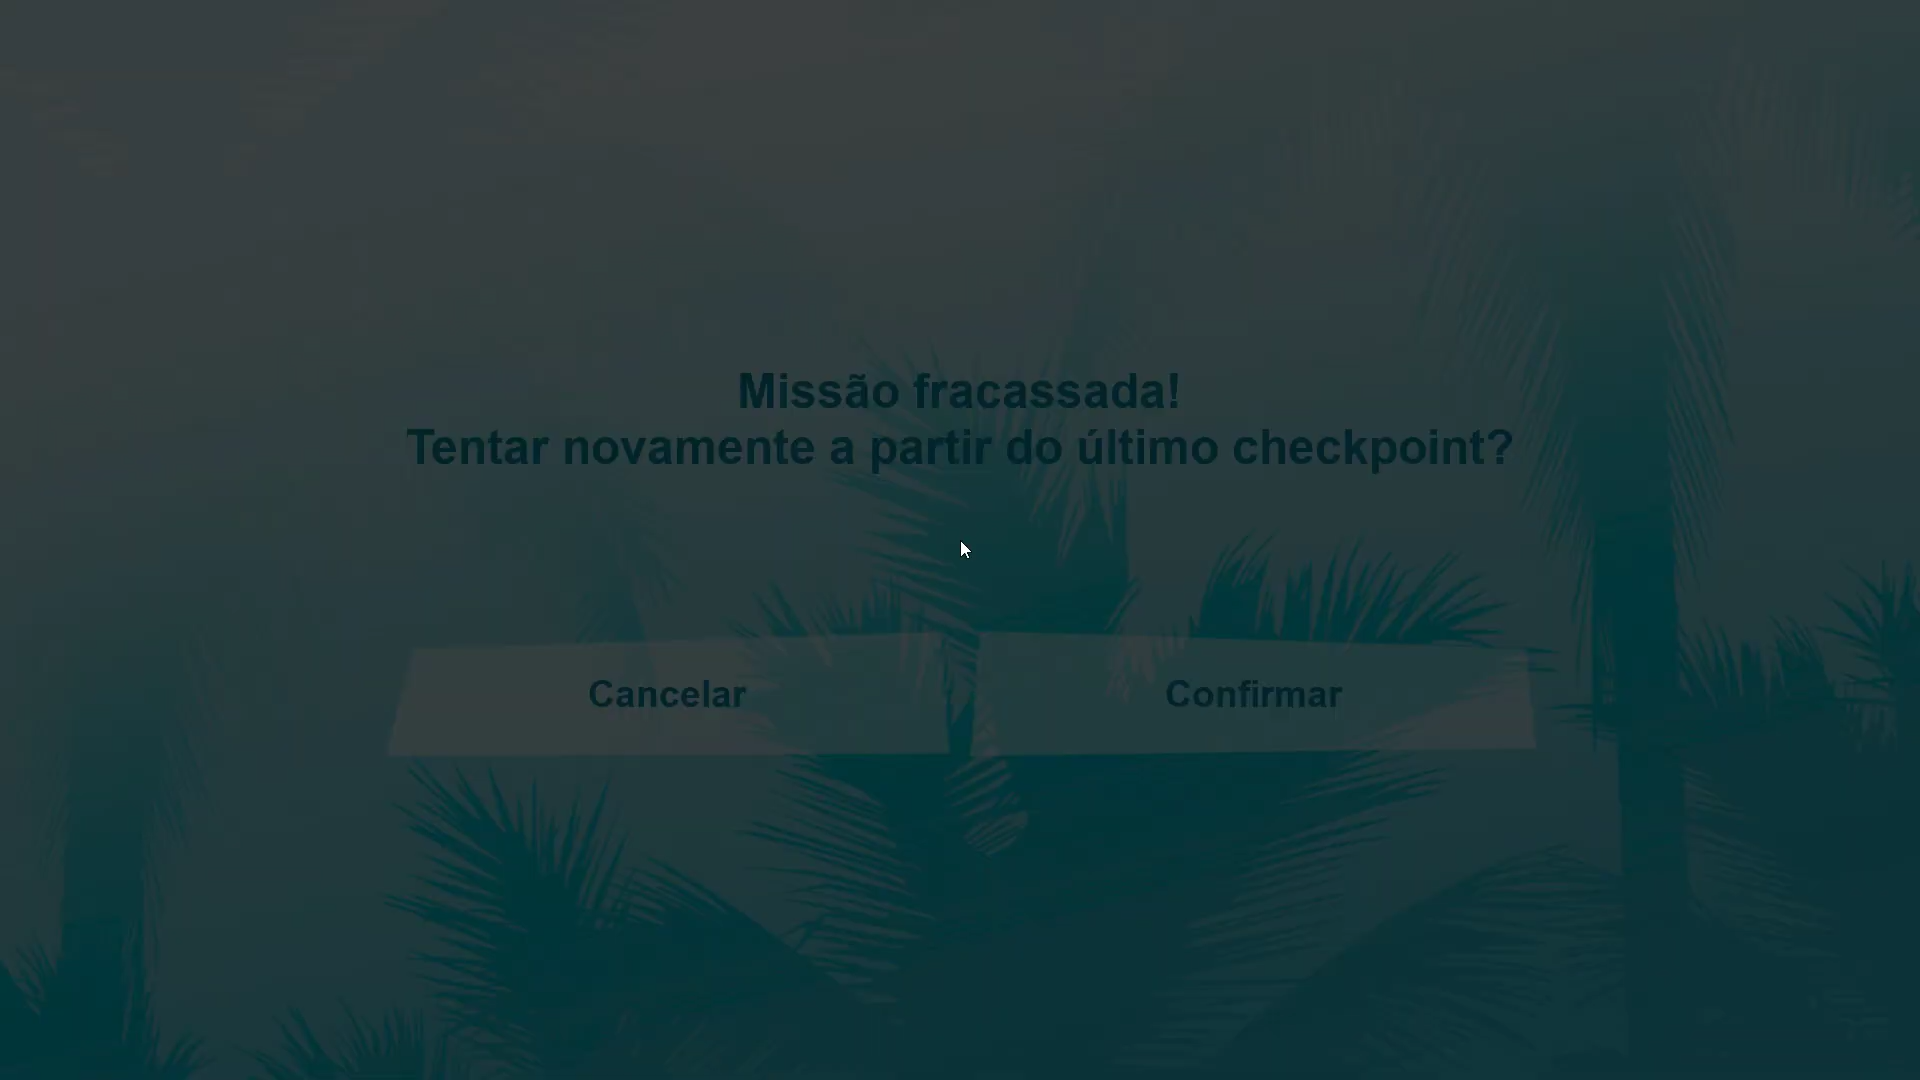 Missão fracassada!
Tentar novamente a partir do último checkpoint?
Cancelar
Confirmar